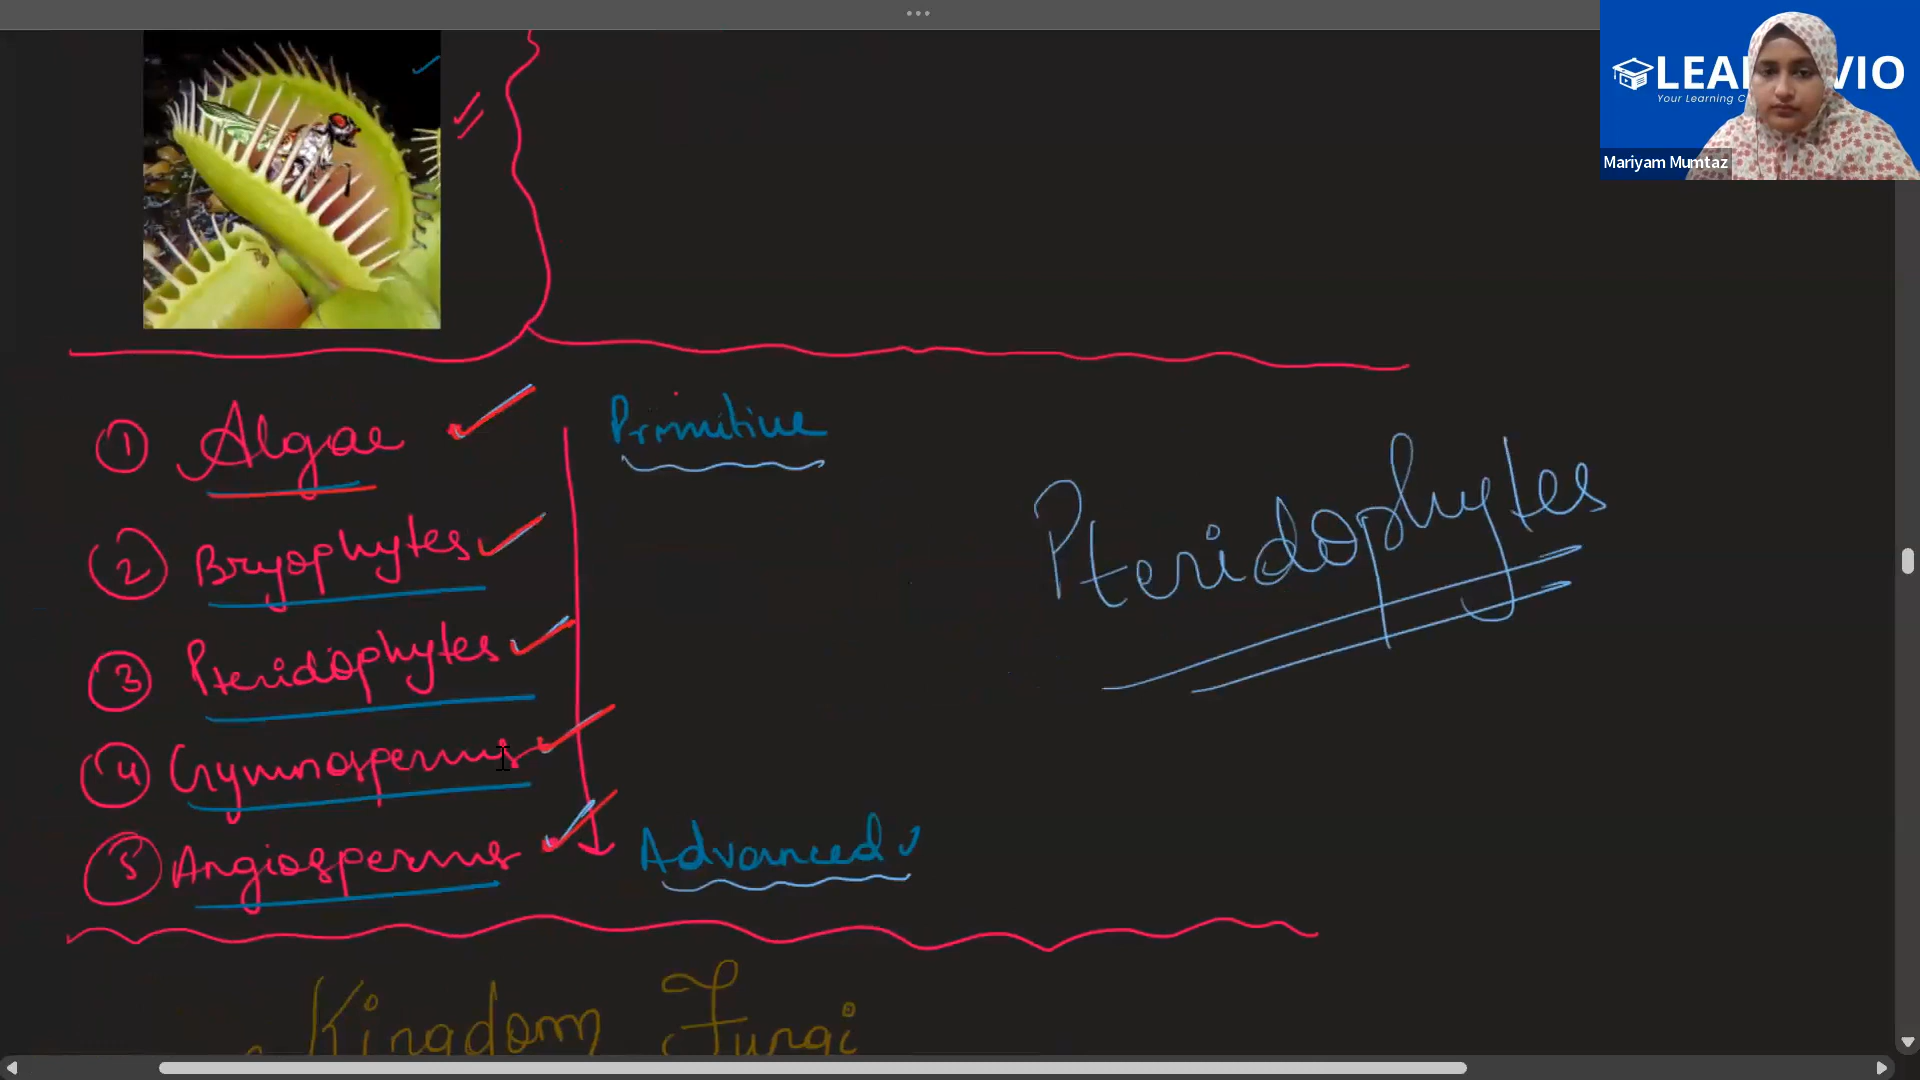 LEA VIO
Your Learning C
Mariyam Mumtaz
1 Algae
Primitive
2 Bryophytes
Pteridophytes
3 Pteridophytes
4 Gymnosperms
5 Angiosperms
Advanced
Kingdom Fungi